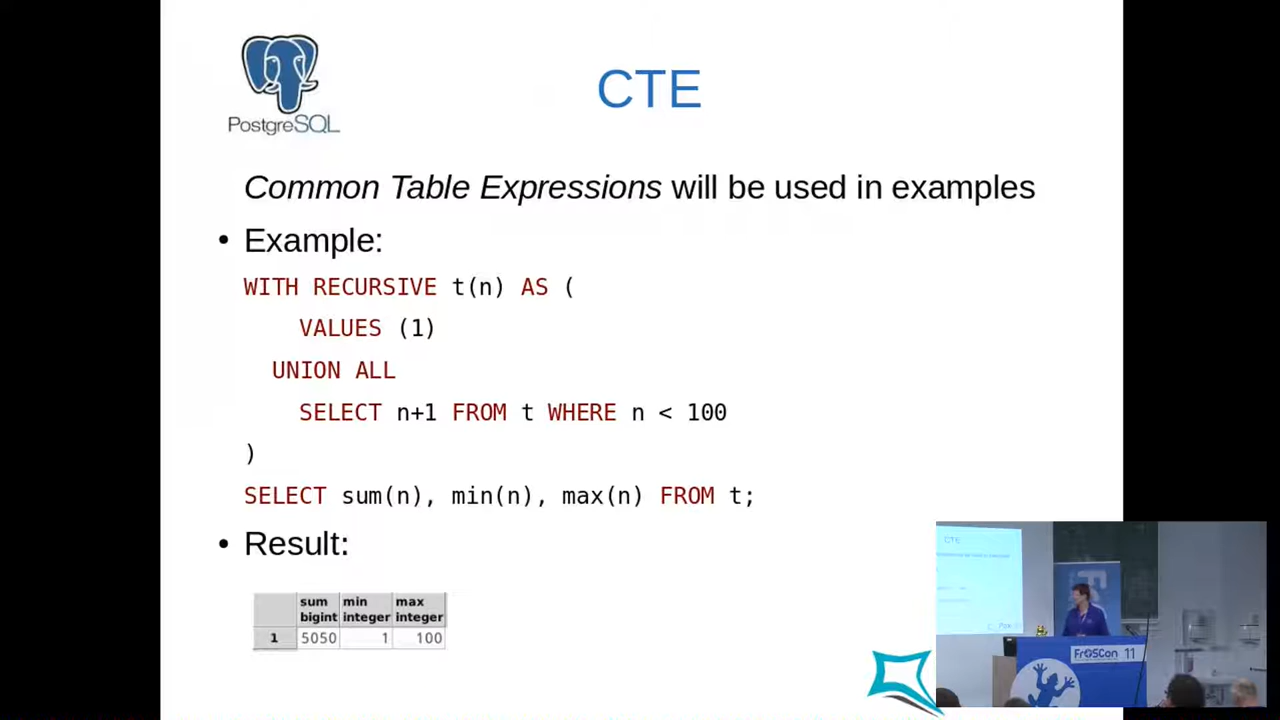 PostgreSQL
CTE
Common Table Expressions will be used in examples
• Example:
WITH RECURSIVE t(n) AS (
VALUES (1)
UNION ALL
SELECT n+1 FROM t WHERE n < 100
)
SELECT sum(n), min(n), max(n) FROM t;
• Result:
sum min max
bigint integer integer
1 5050 1 100
CTE
FrOSCon 11